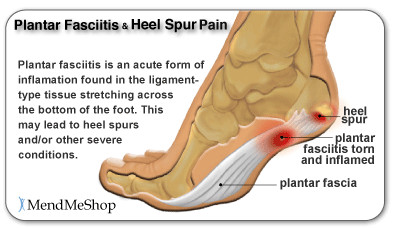 Plantar Fasciitis & Heel Spur Pain
Plantar fasciitis is an acute form of
inflamation found in the ligament-
type tissue stretching across
the bottom of the foot. This
may lead to heel spurs
and/or other severe
conditions.
heel
spur
plantar
fasciitis torn
and inflamed
plantar fascia
MendMeShop